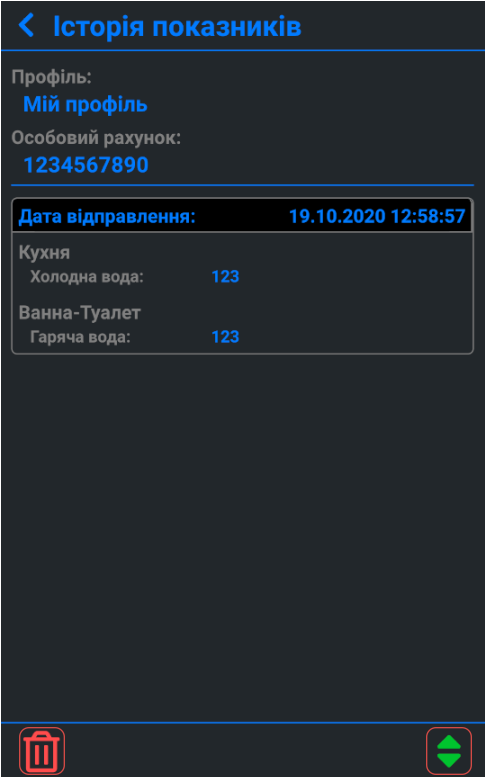 Історія показників
Профіль:
Мій профіль
Особовий рахунок:
1234567890
Дата відправлення: 19.10.2020 12:58:57
Кухня
Холодна вода: 123
Ванна-Туалет
Гаряча вода: 123